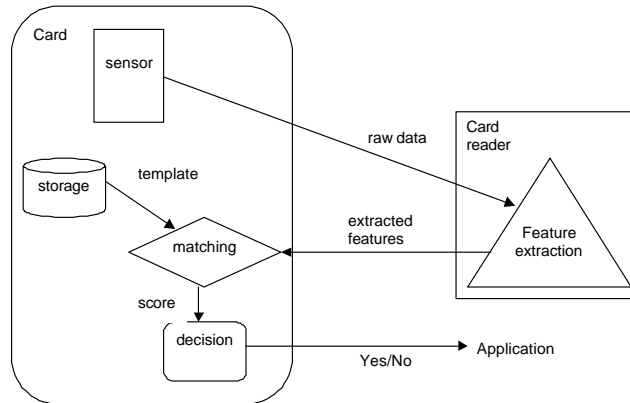 Card
sensor
Card
reader
raw data
storage
template
extracted
features
matching
Feature
extraction
score
decision
Yes/No
Application